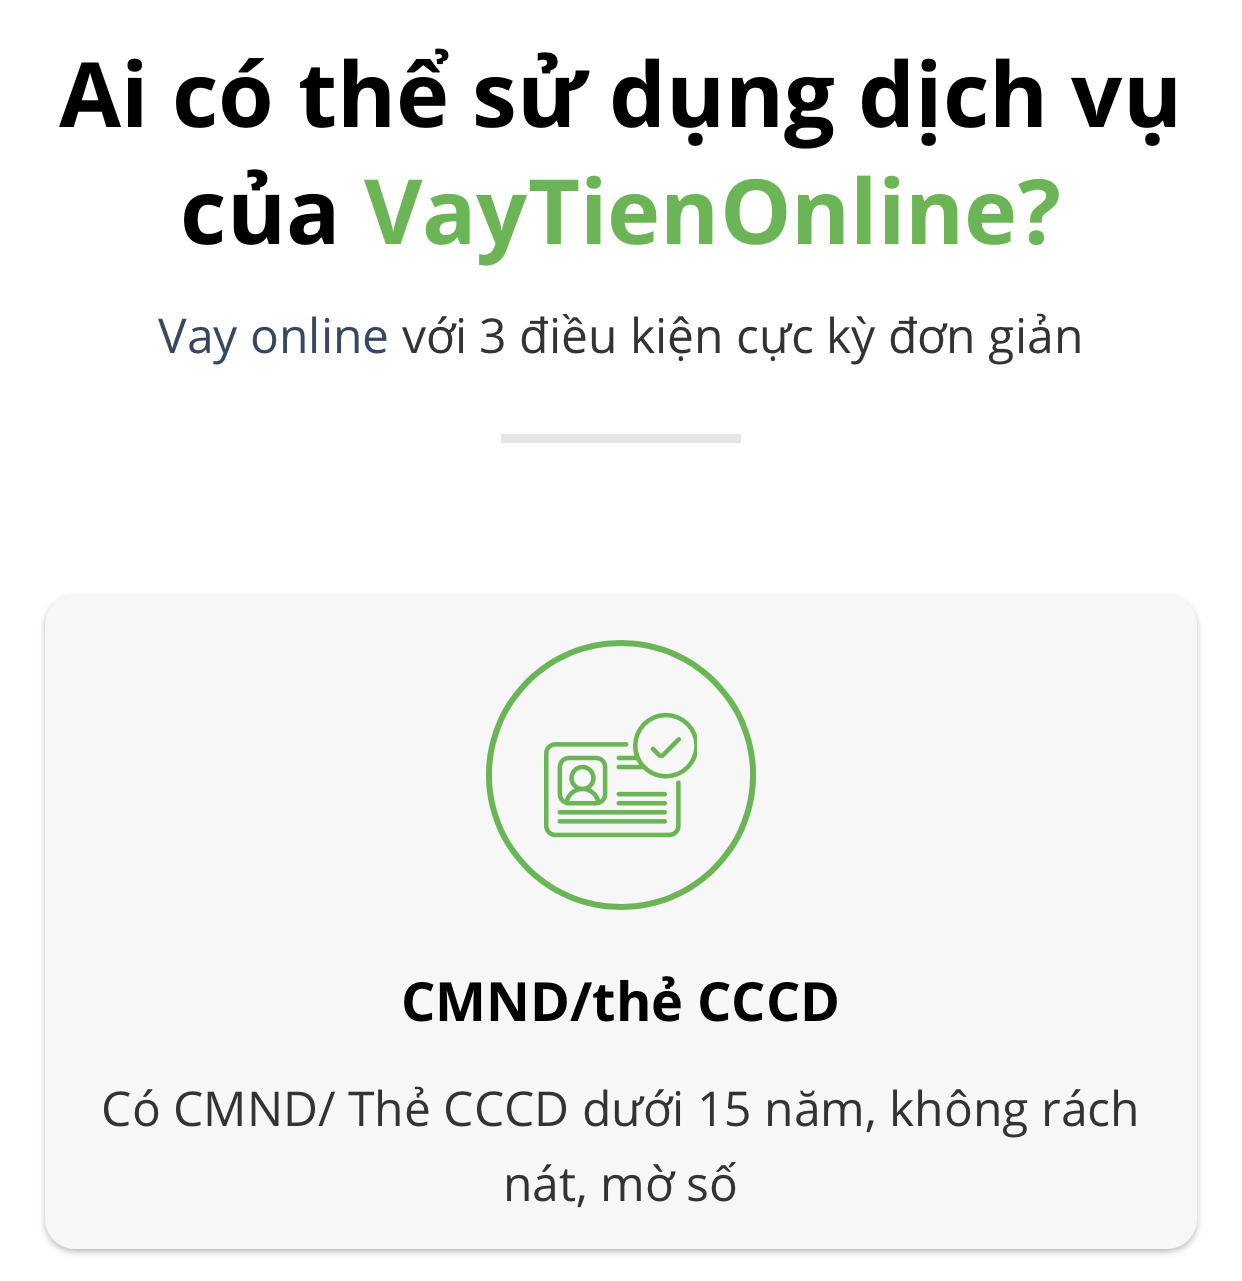 Ai có thể sử dụng dịch vụ
của VayTienOnline?
Vay online với 3 điều kiện cực kỳ đơn giản
CMND/thẻ CCCD
Có CMND/ Thẻ CCCD dưới 15 năm, không rách
nát, mờ số